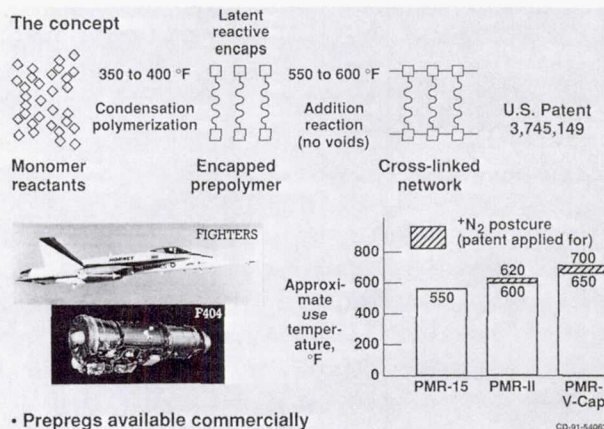 The concept
Latent
reactive
encaps
350 to 400 °F
Condensation
polymerization
550 to 600 °F
Addition
reaction
(no voids)
U.S. Patent
3,745,149
Monomer
reactants
Encapped
prepolymer
Cross-linked
network
FIGHTERS
HORNET
F404
+N2 postcure
(patent applied for)
Approxi-
mate
use
temper-
ature,
°F
800
600
400
200
0
550
620
600
700
650
PMR-15
PMR-II
PMR-
V-Cap
• Prepregs available commercially